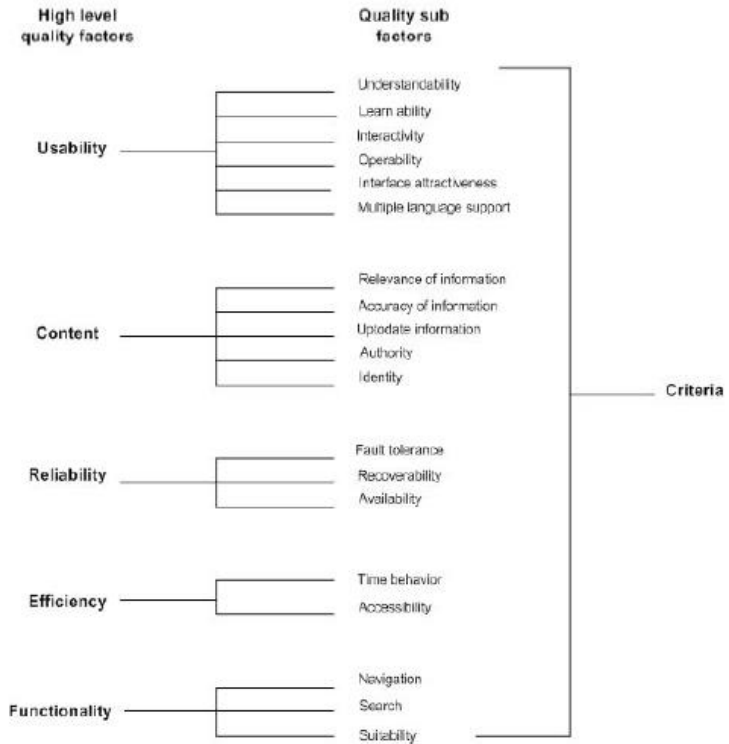 High level
quality factors
Quality sub
factors
Usability
Understandability
Learn ability
Interactivity
Operability
Interface attractiveness
Multiple language support
Content
Relevance of information
Accuracy of information
Uptodate information
Authority
Identity
Criteria
Reliability
Fault tolerance
Recoverability
Availability
Efficiency
Time behavior
Accessibility
Functionality
Navigation
Search
Suitability